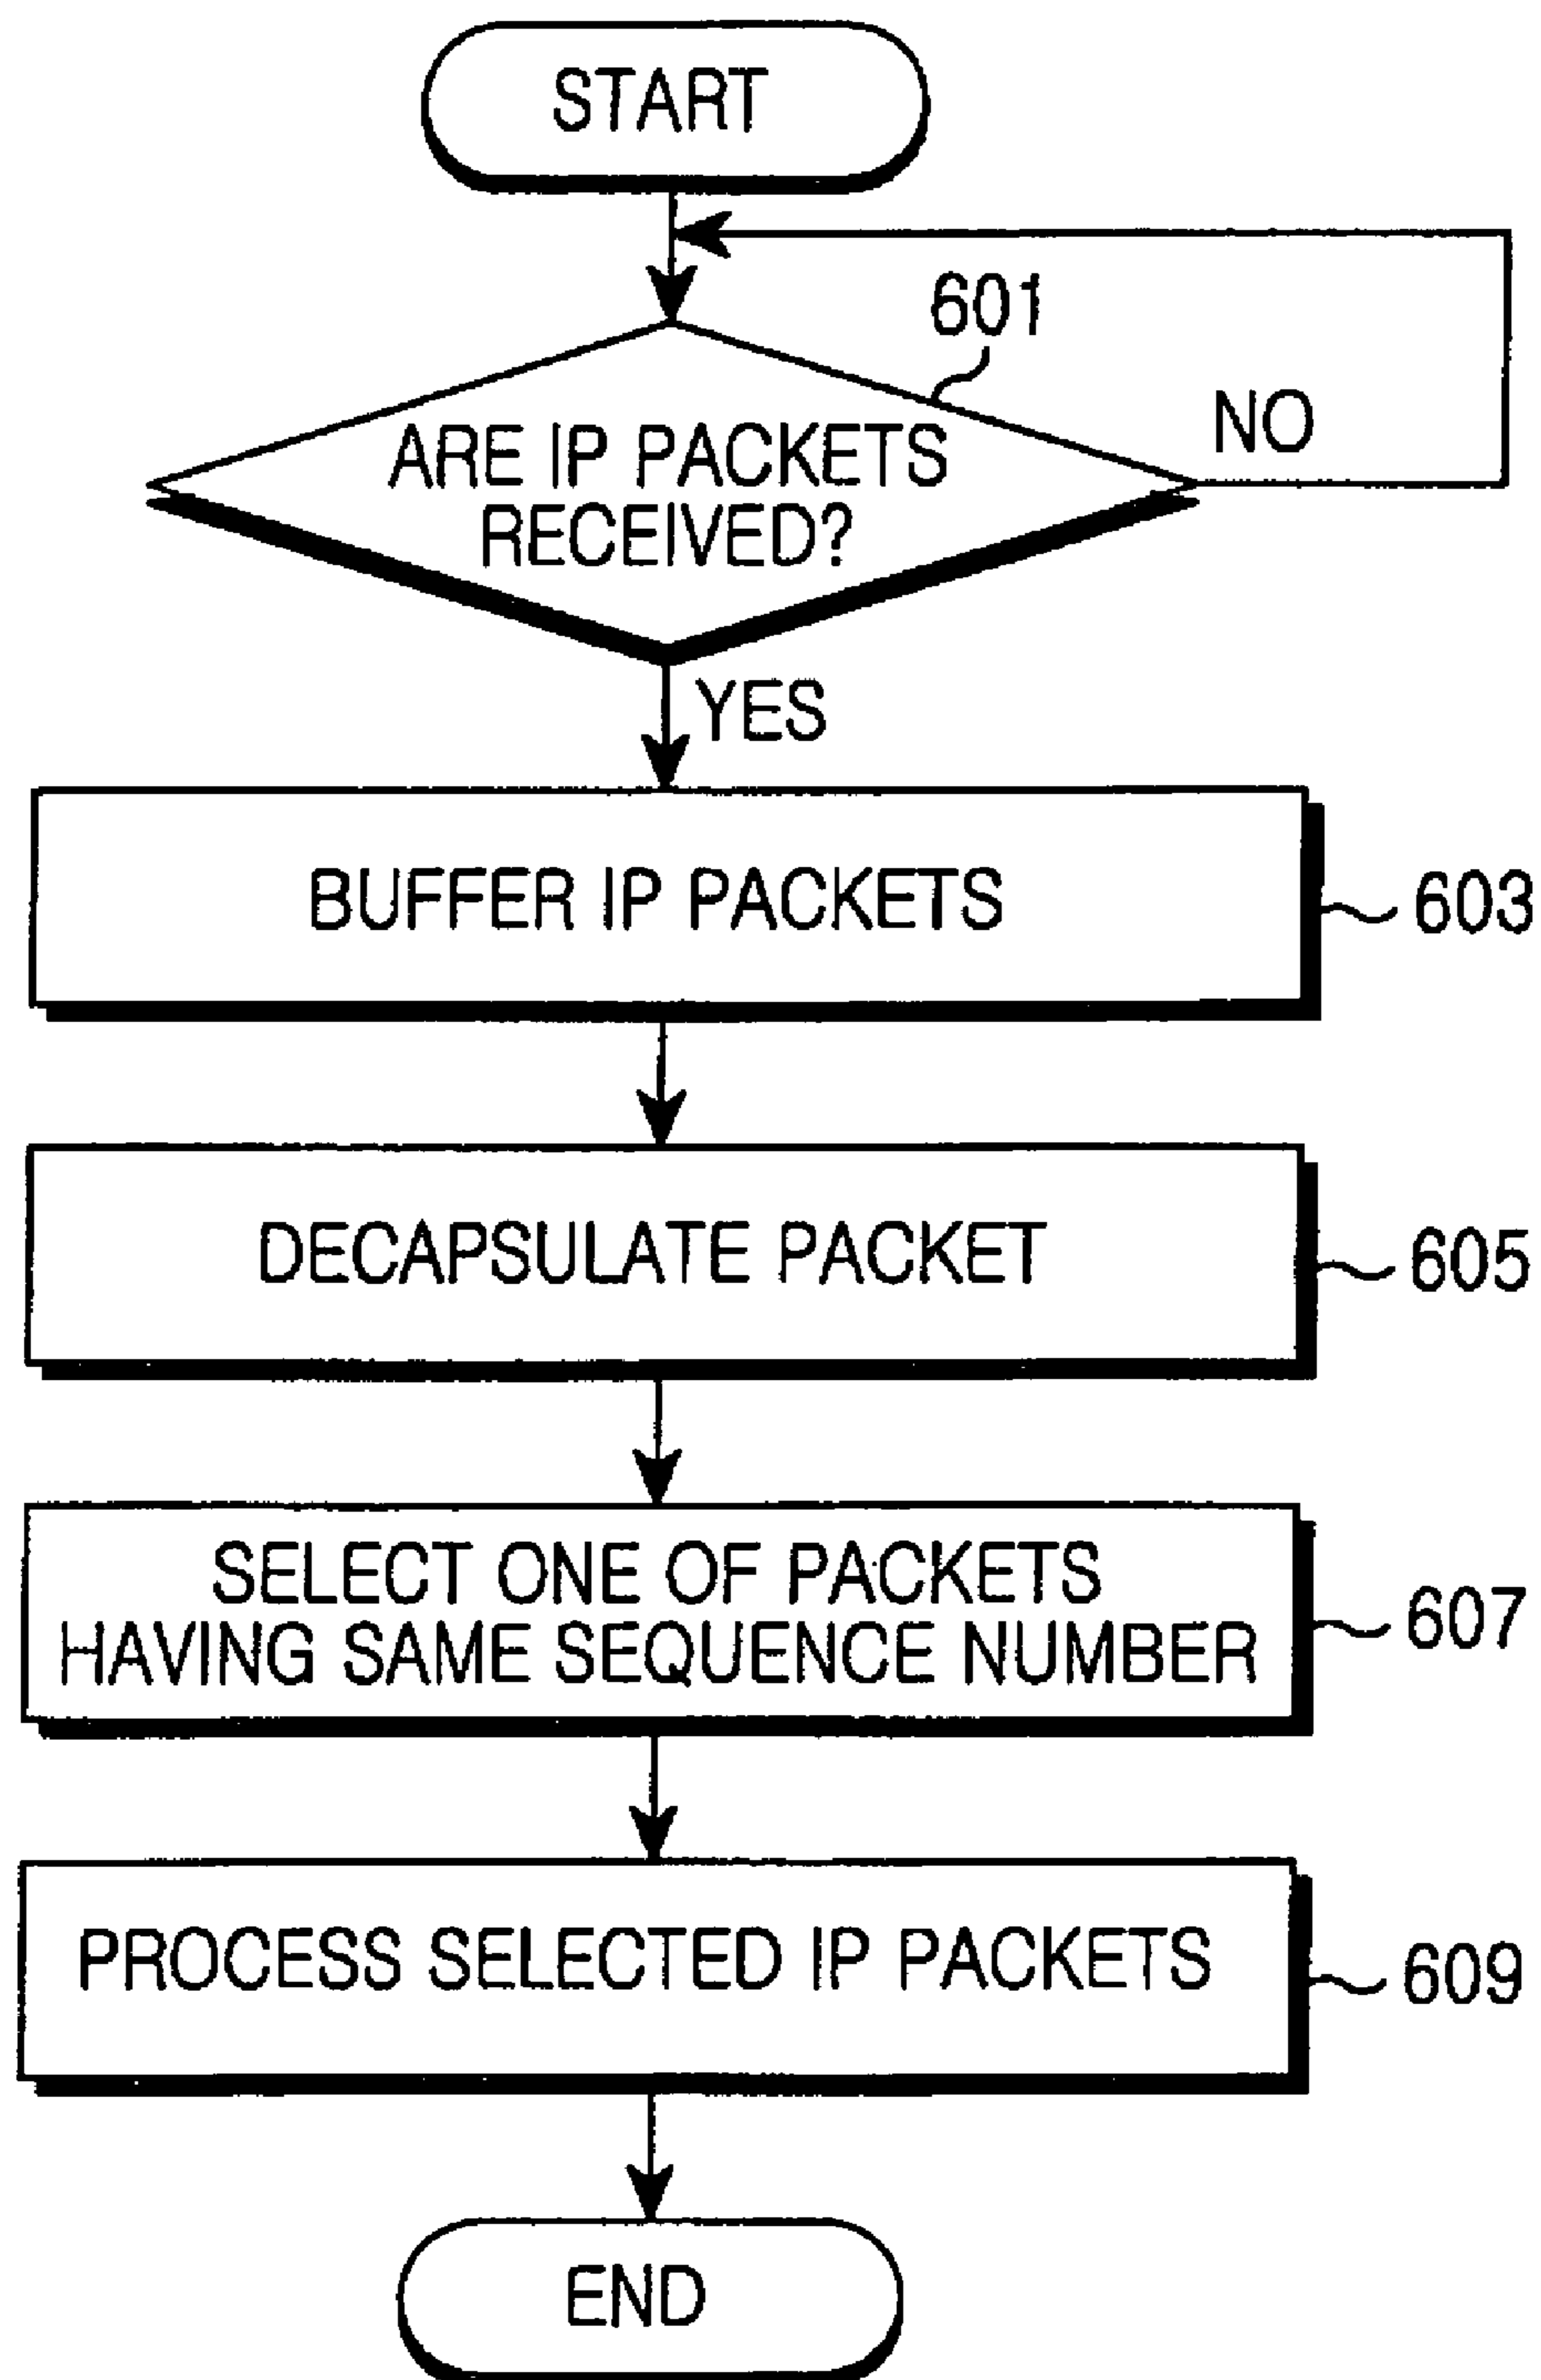 START
601
ARE IP PACKETS
RECEIVED?
NO
YES
BUFFER IP PACKETS
603
DECAPSULATE PACKET
605
SELECT ONE OF PACKETS
HAVING SAME SEQUENCE NUMBER
607
PROCESS SELECTED IP PACKETS
609
END